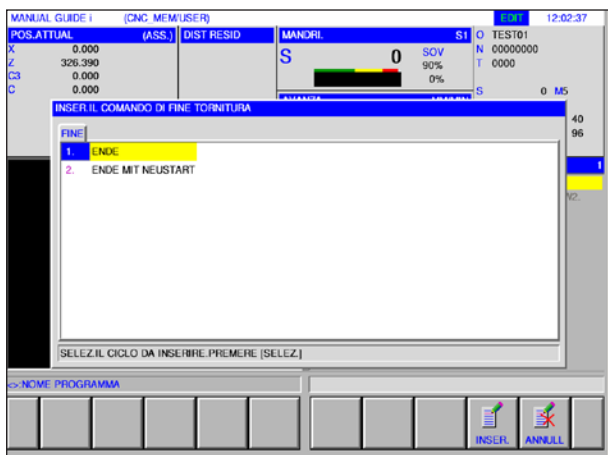 MANUAL GUIDE i (CNC_MEM/USER) EDIT 12:02:37
POS.ATTUAL (ASS.) DIST RESID MANDRI. S1 O TEST01
X 0.000 S 0 SOV N 00000000
Z 326.390 90% T 0000
C3 0.000 0%
C 0.000 S 0 M5
INSER.IL COMANDO DI FINE TORNITURA
40
FINE 96
1. ENDE 1
2. ENDE MIT NEUSTART
SELEZ.IL CICLO DA INSERIRE.PREMERE [SELEZ.]
<>:NOME PROGRAMMA
INSER. ANNULL